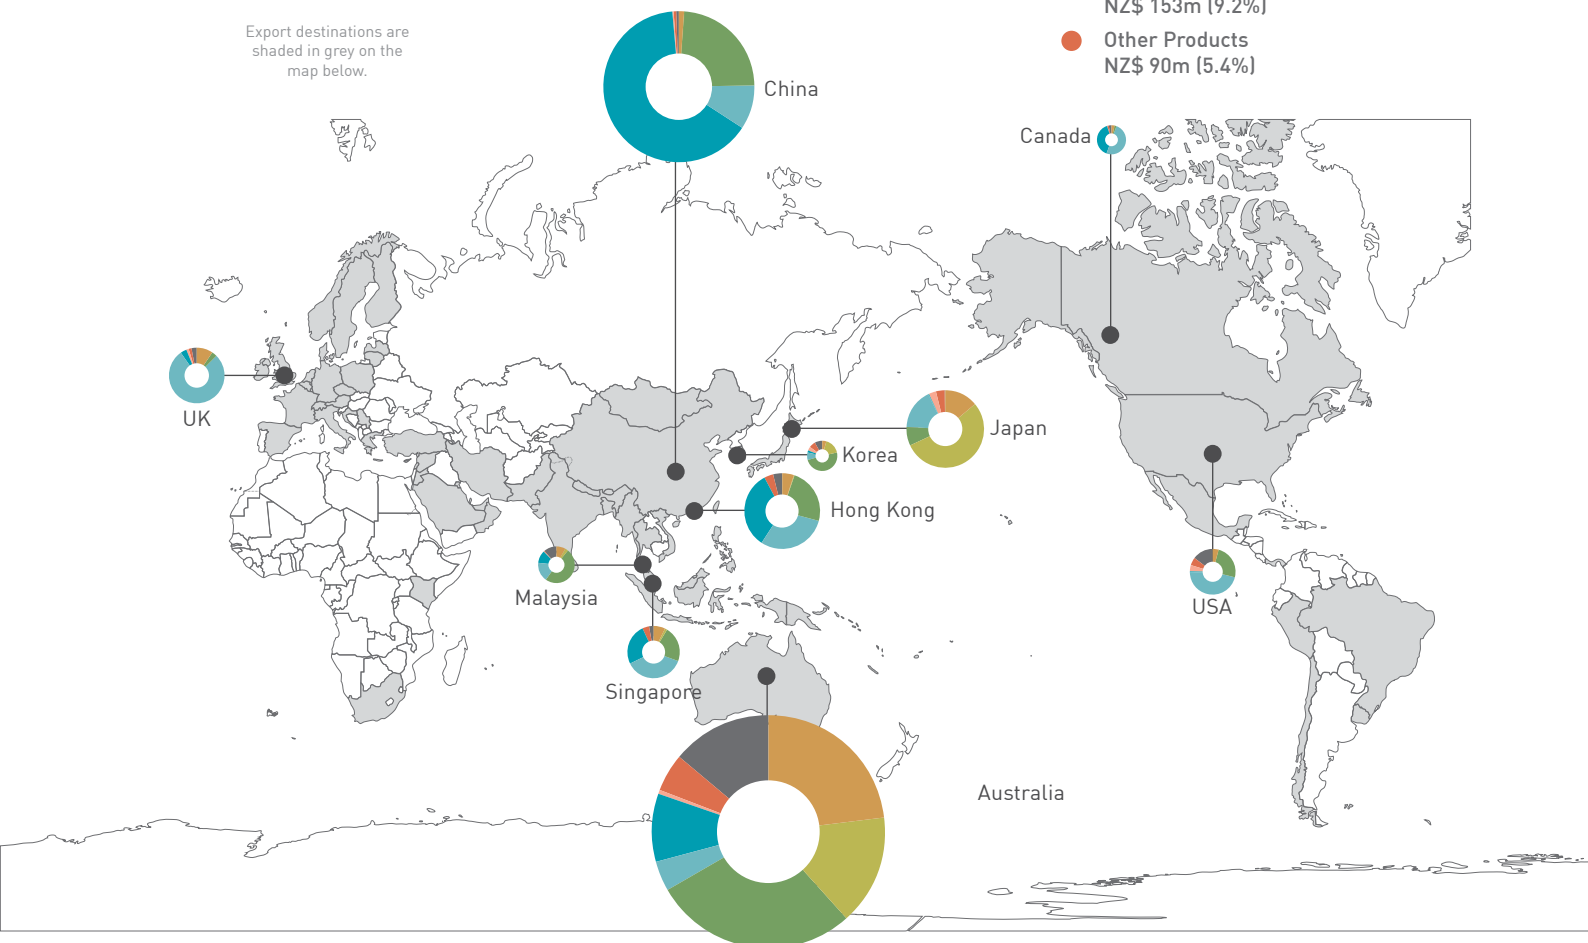 NZ$ 153m (9.2%)
Export destinations are
shaded in grey on the
map below.
Other Products
NZ$ 90m (5.4%)
China
Canada
UK
Japan
Korea
Hong Kong
Malaysia
USA
Singapore
Australia